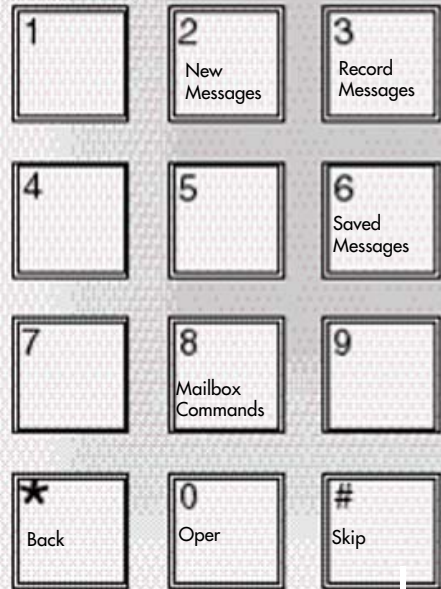 1
2
New
Messages
3
Record
Messages
4
5
6
Saved
Messages
7
8
Mailbox
Commands
9
*
Back
0
Oper
#
Skip